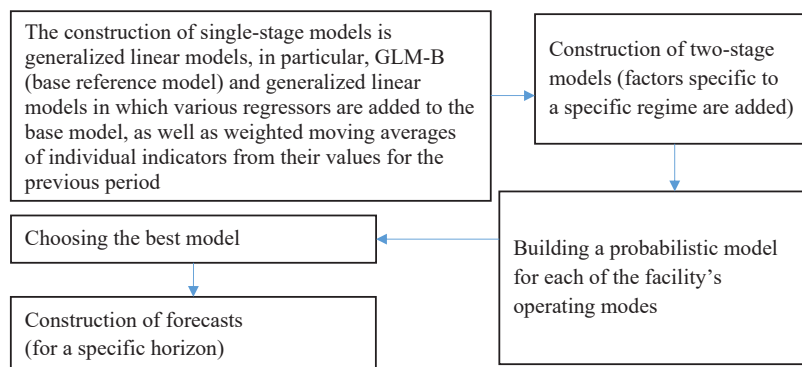 The construction of single-stage models is
generalized linear models, in particular, GLM-B
(base reference model) and generalized linear
models in which various regressors are added to the
base model, as well as weighted moving averages
of individual indicators from their values for the
previous period
Construction of two-stage
models (factors specific to
a specific regime are added)
Building a probabilistic model
for each of the facility’s
operating modes
Choosing the best model
Construction of forecasts
(for a specific horizon)